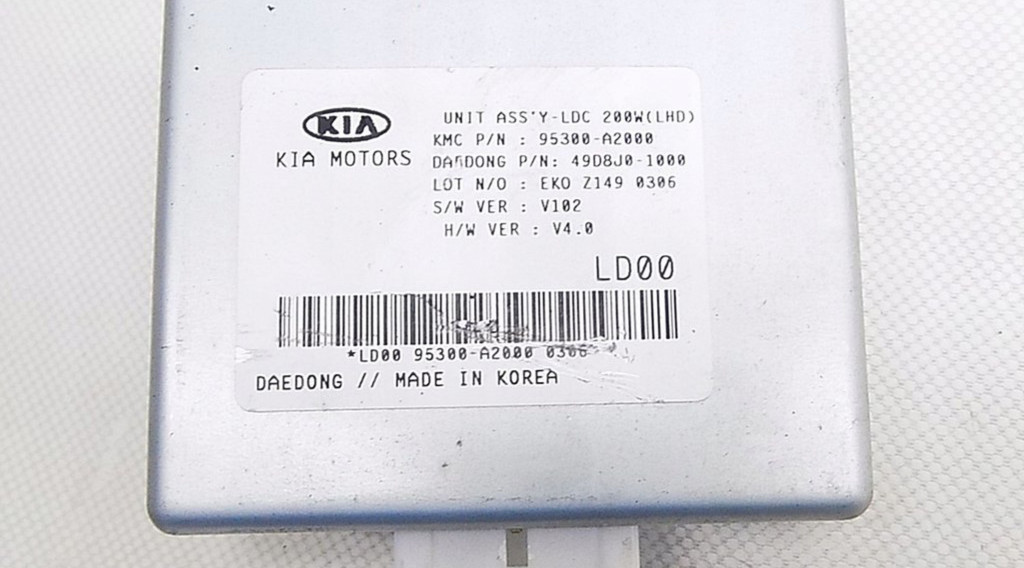 KIA
KIA MOTORS
UNIT ASS'Y-LDC 200W(LHD)
KMC P/N : 95300-A2000
DAEDONG P/N: 49D8J0-1000
LOT N/O : EKO Z149 0306
S/W VER : V102
H/W VER : V4.0
LD00
*LD00 95300-A2000 0306
DAEDONG // MADE IN KOREA